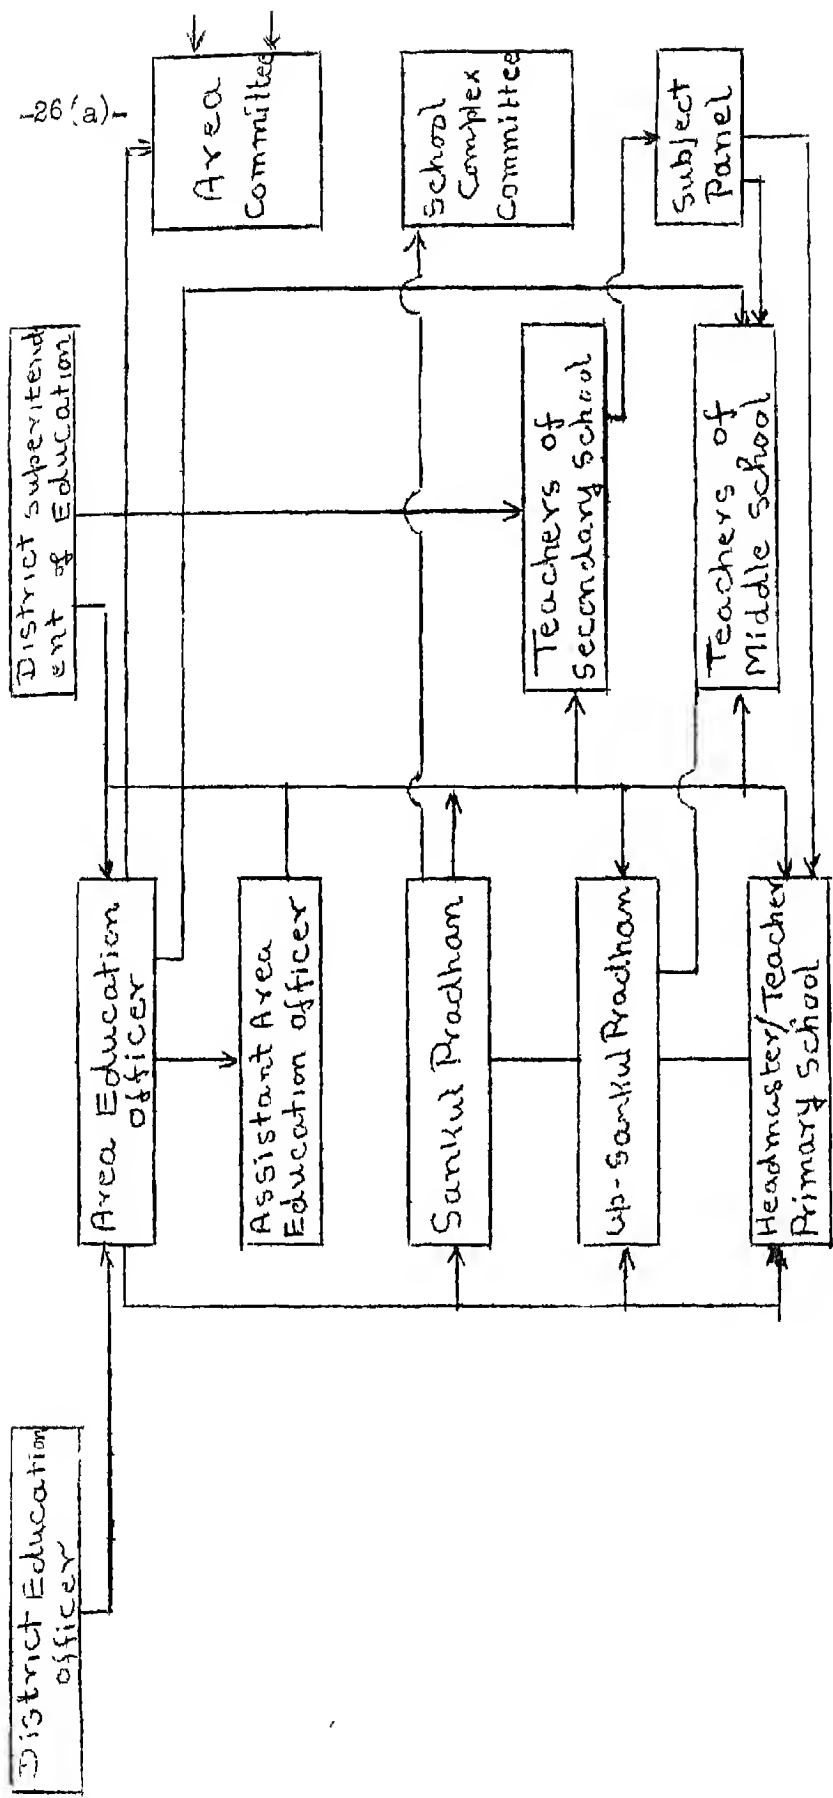 -26(a)-
District Education
officer
District superitend
ent of Education
Area Education
officer
Assistant Area
Education officer
Sankul Pradhan
up-Sankul Pradhan
Headmaster/Teacher
Primary School
Teachers of
secondary school
Teachers of
Middle School
Area
Committee
School
Complex
Committee
Subject
Panel